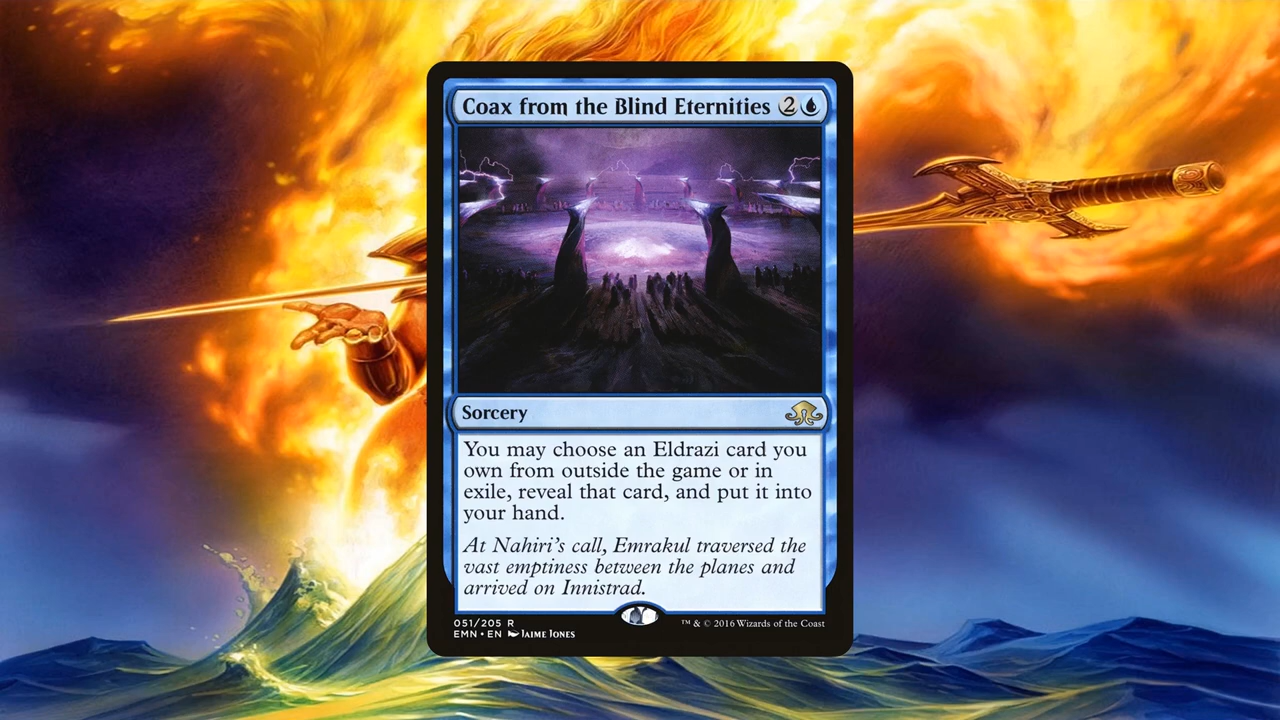 Coax from the Blind Eternities 2
Sorcery
You may choose an Eldrazi card you
own from outside the game or in
exile, reveal that card, and put it into
your hand.
At Nahiri's call, Emrakul traversed the
vast emptiness between the planes and
arrived on Innistrad.
051/205 R
EMN • EN Jaime Jones
™ & © 2016 Wizards of the Coast